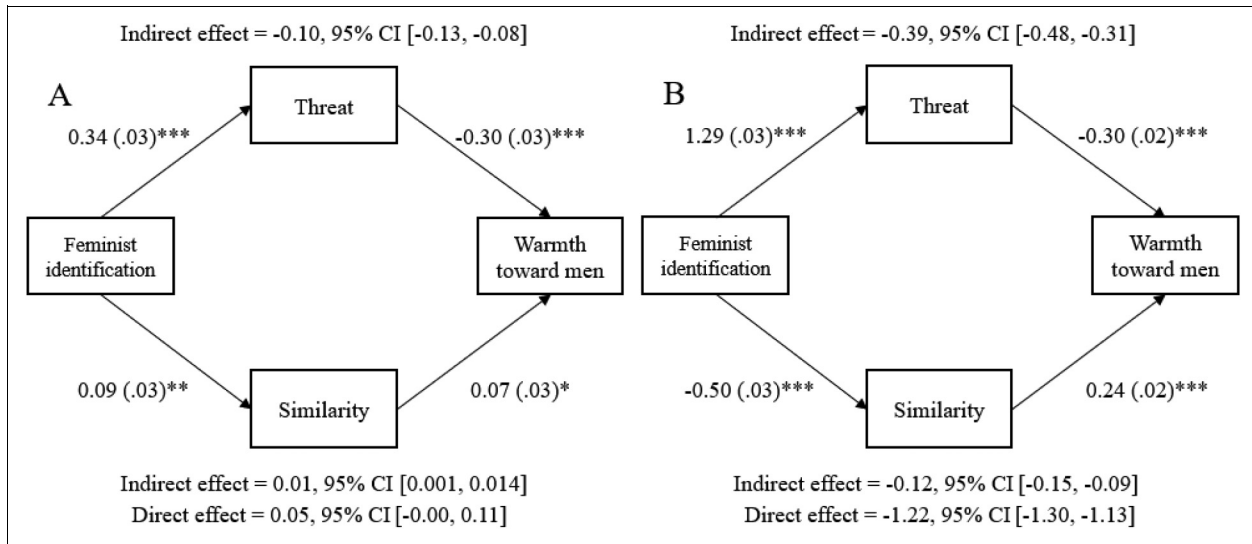 Indirect effect = -0.10, 95% CI [-0.13, -0.08]
A
Threat
0.34 (.03)***
-0.30 (.03)***
Feminist
identification
Warmth
toward men
0.09 (.03)**
Similarity
0.07 (.03)*
Indirect effect = 0.01, 95% CI [0.001, 0.014]
Direct effect = 0.05, 95% CI [-0.00, 0.11]
Indirect effect = -0.39, 95% CI [-0.48, -0.31]
B
Threat
1.29 (.03)***
-0.30 (.02)***
Feminist
identification
Warmth
toward men
-0.50 (.03)***
Similarity
0.24 (.02)***
Indirect effect = -0.12, 95% CI [-0.15, -0.09]
Direct effect = -1.22, 95% CI [-1.30, -1.13]